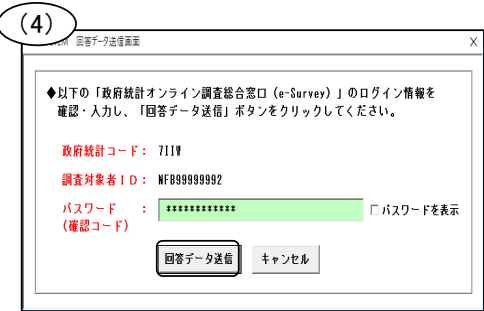 (4)
回答データ送信画面 X
◆以下の「政府統計オンライン調査総合窓口（e-Survey）」のログイン情報を
確認・入力し、「回答データ送信」ボタンをクリックしてください。
政府統計コード： 7IIW
調査対象者ＩＤ： NFB99999992
パスワード ： ************ □パスワードを表示
(確認コード)
回答データ送信 キャンセル